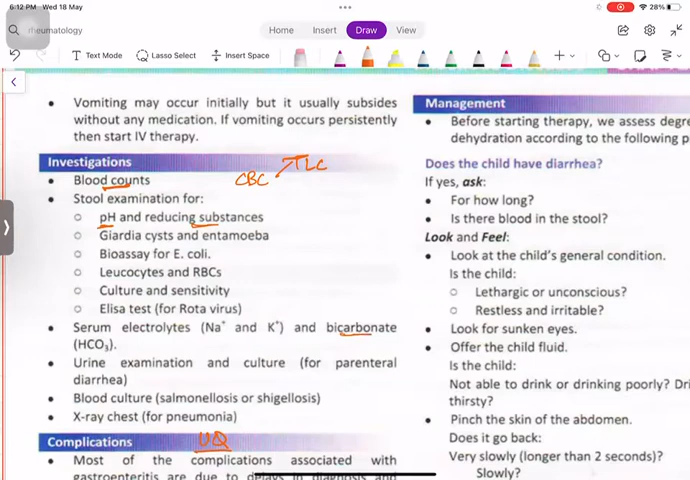 6:12 PM Wed 18 May
28%
rheumatology
Home Insert Draw View
Text Mode Lasso Select Insert Space
Vomiting may occur initially but it usually subsides
without any medication. If vomiting occurs persistently
then start IV therapy.
Investigations
Blood counts
CBC TLC
Stool examination for:
pH and reducing substances
Giardia cysts and entamoeba
Bioassay for E. coli.
Leucocytes and RBCs
Culture and sensitivity
Elisa test (for Rota virus)
Serum electrolytes (Na⁺ and K⁺) and bicarbonate
(HCO₃).
Urine examination and culture (for parenteral
diarrhea)
Blood culture (salmonellosis or shigellosis)
X-ray chest (for pneumonia)
Complications UQ
Most of the complications associated with
gastroenteritis are due to delays in diagnosis and
Management
Before starting therapy, we assess degre
dehydration according to the following p
Does the child have diarrhea?
If yes, ask:
For how long?
Is there blood in the stool?
Look and Feel:
Look at the child's general condition.
Is the child:
Lethargic or unconscious?
Restless and irritable?
Look for sunken eyes.
Offer the child fluid.
Is the child:
Not able to drink or drinking poorly? Dri
thirsty?
Pinch the skin of the abdomen.
Does it go back:
Very slowly (longer than 2 seconds)?
Slowly?